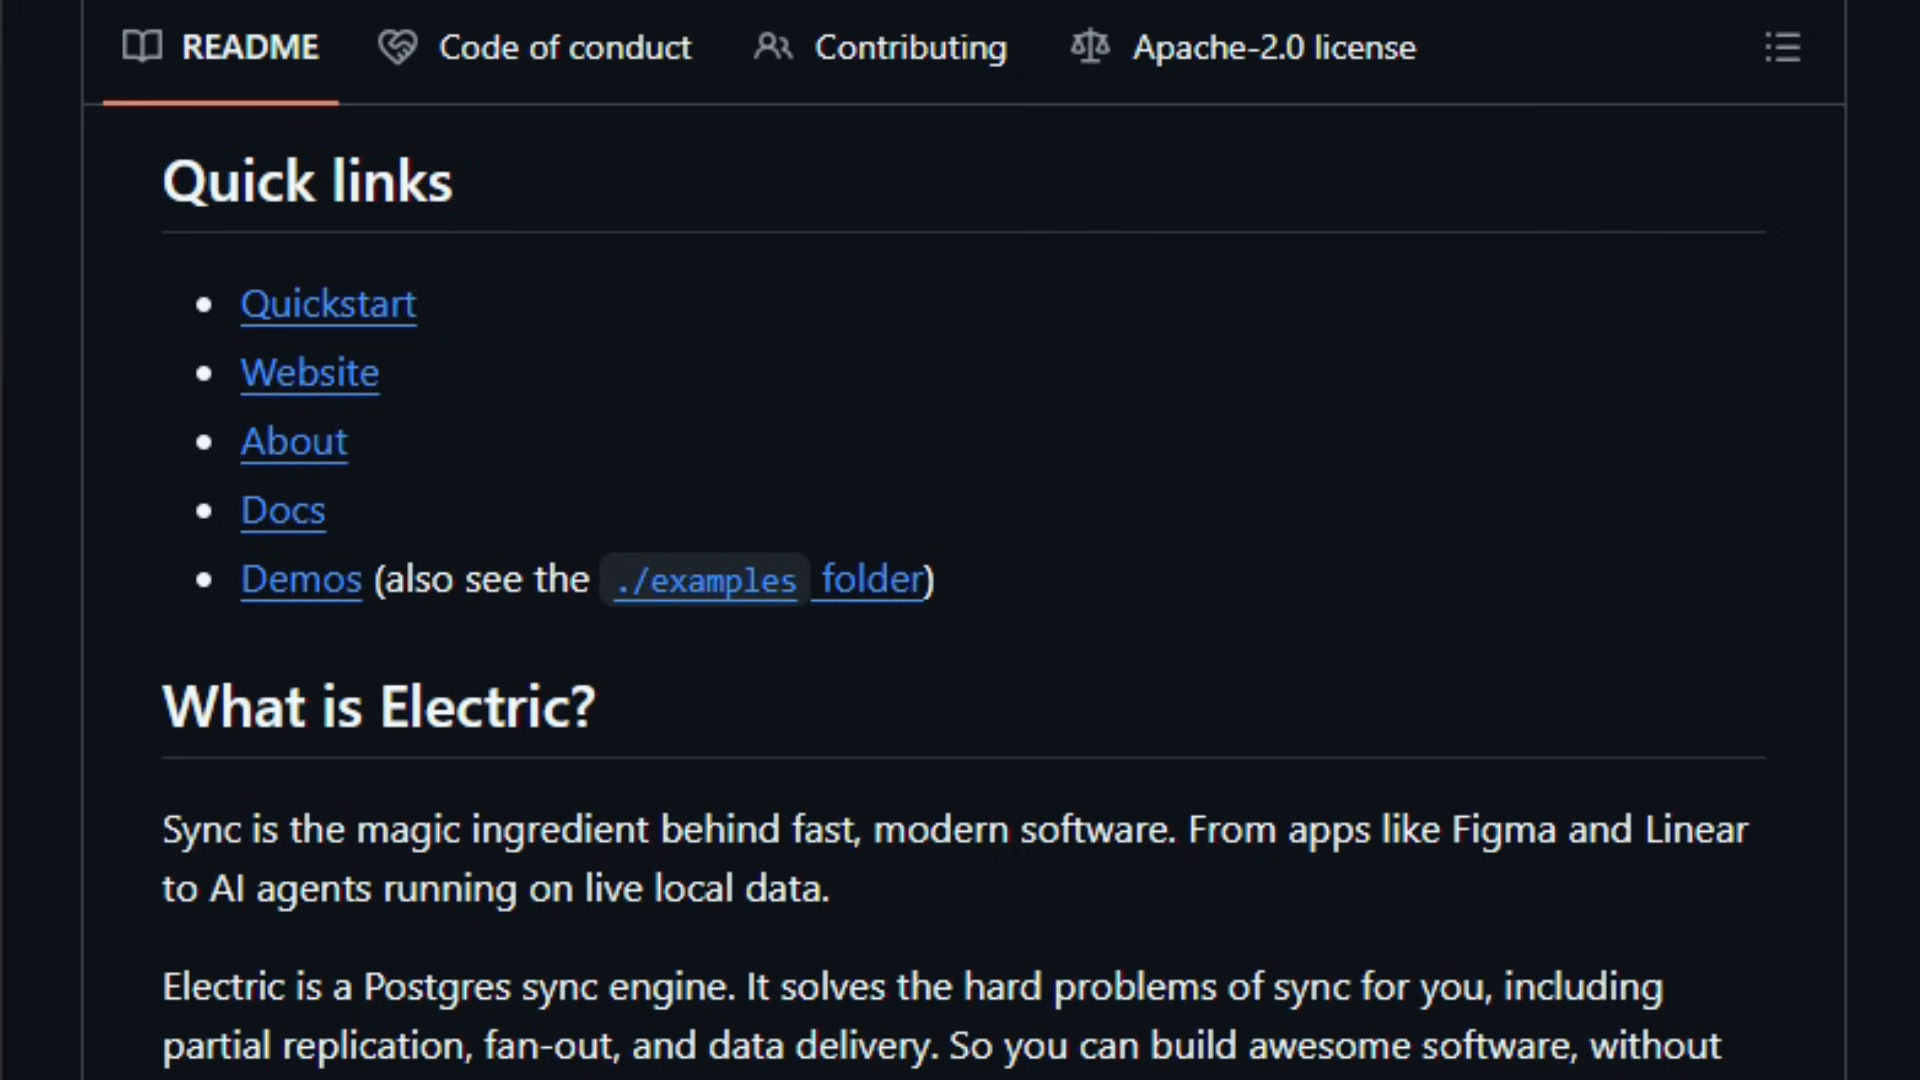 README Code of conduct Contributing Apache-2.0 license
Quick links
Quickstart
Website
About
Docs
Demos (also see the ./examples folder)
What is Electric?
Sync is the magic ingredient behind fast, modern software. From apps like Figma and Linear
to AI agents running on live local data.
Electric is a Postgres sync engine. It solves the hard problems of sync for you, including
partial replication, fan-out, and data delivery. So you can build awesome software, without